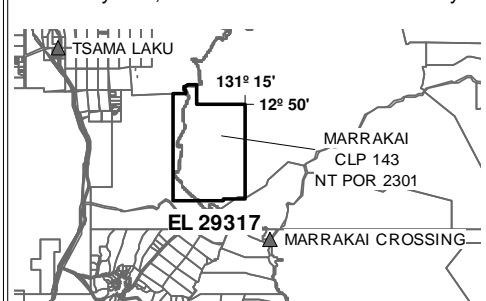 TSAMA LAKU
131º 15'
12º 50'
MARRAKAI
CLP 143
NT POR 2301
EL 29317
MARRAKAI CROSSING